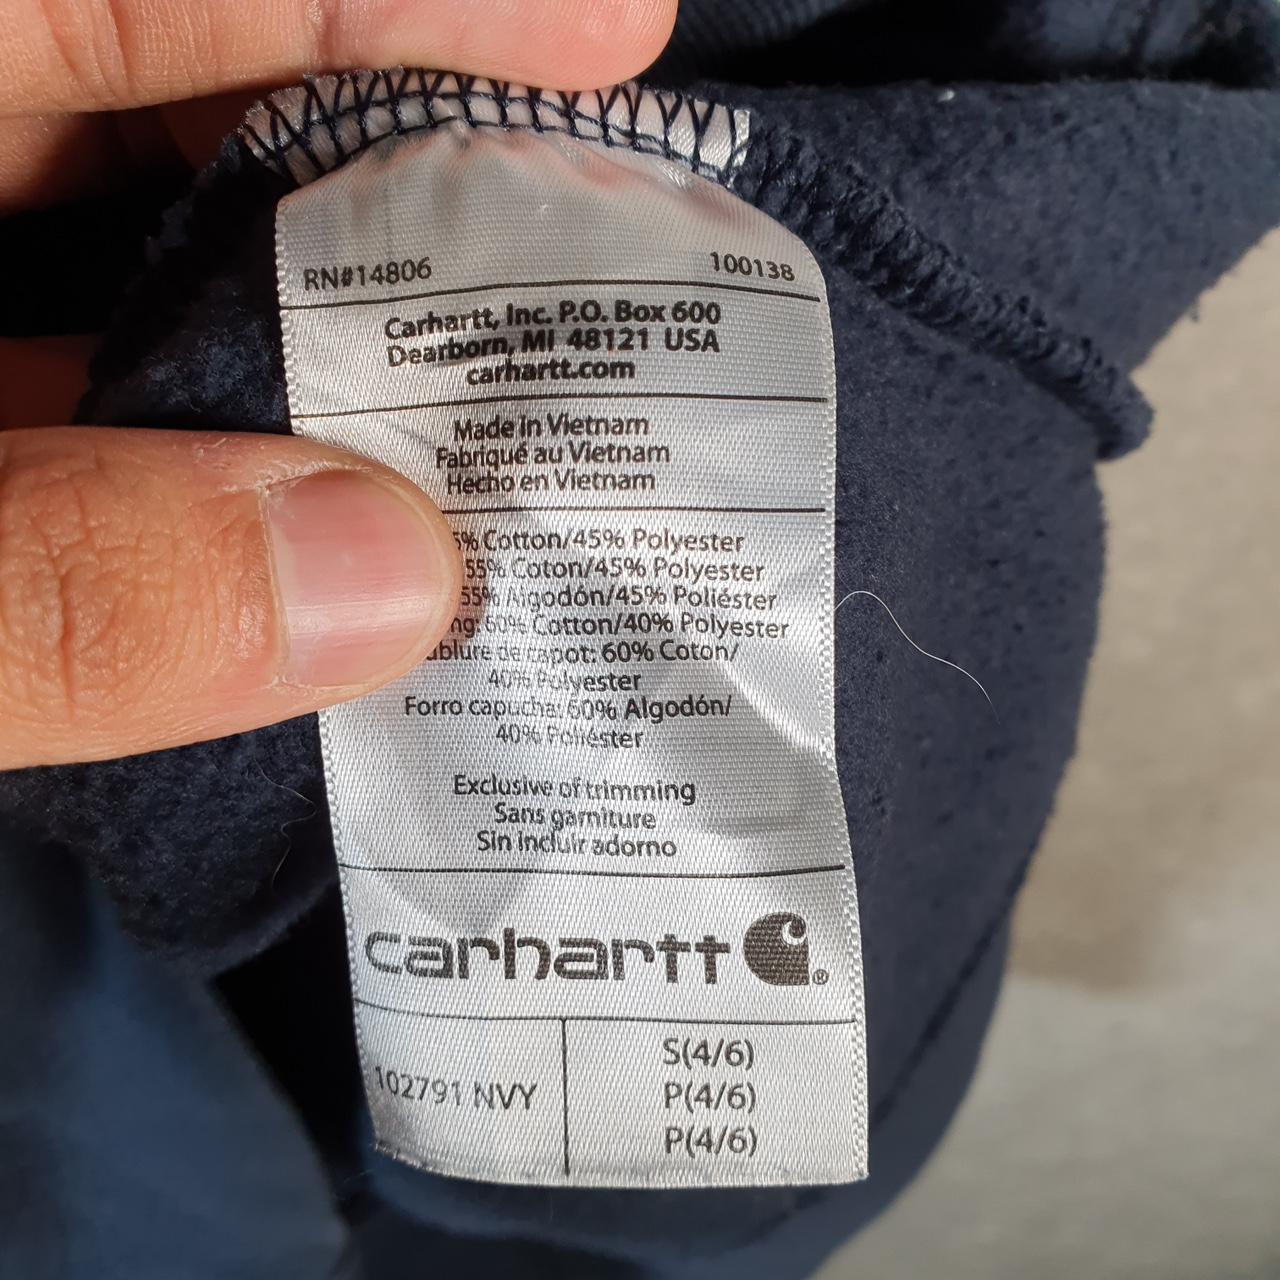 RN#14806 100138
Carhartt, Inc. P.O. Box 600
Dearborn, MI 48121 USA
carhartt.com
Made in Vietnam
Fabriqué au Vietnam
Hecho en Vietnam
5% Cotton/45% Polyester
55% Coton/45% Polyester
55% Algodón/45% Poliéster
60% Cotton/40% Polyester
de capot: 60% Coton/
40% Polyester
Forro capucha: 60% Algodón/
40% Poliéster
Exclusive of trimming
Sans garniture
Sin incluir adorno
carhartt ®
102791 NVY
S(4/6)
P(4/6)
P(4/6)